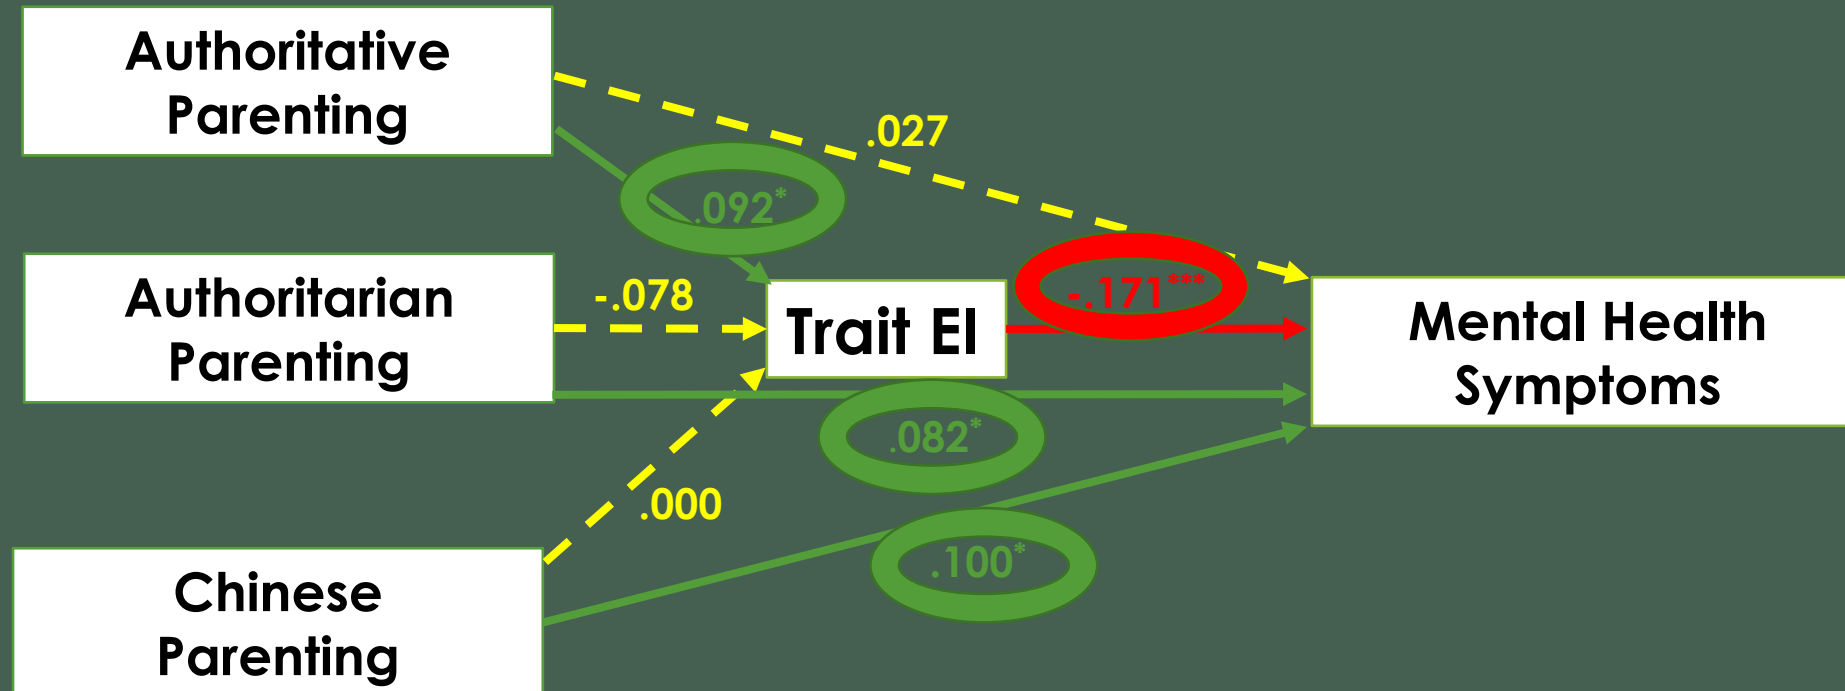 Authoritative
Parenting
.027
.092*
Authoritarian
Parenting
-.078
Trait EI
-.171***
Mental Health
Symptoms
.082*
.000
.100*
Chinese
Parenting